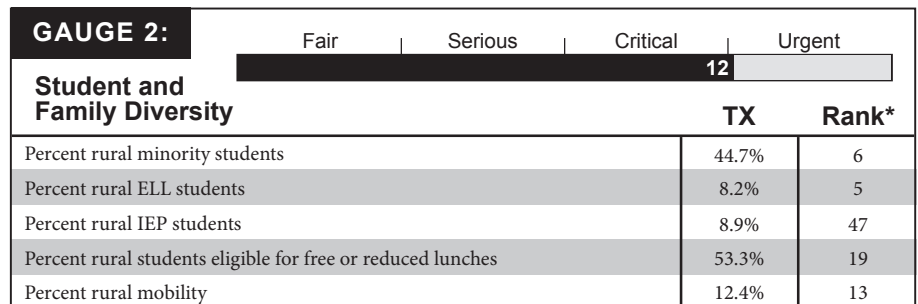 GAUGE 2:
Fair Serious Critical Urgent
12
Student and
Family Diversity
TX Rank*
Percent rural minority students 44.7% 6
Percent rural ELL students 8.2% 5
Percent rural IEP students 8.9% 47
Percent rural students eligible for free or reduced lunches 53.3% 19
Percent rural mobility 12.4% 13